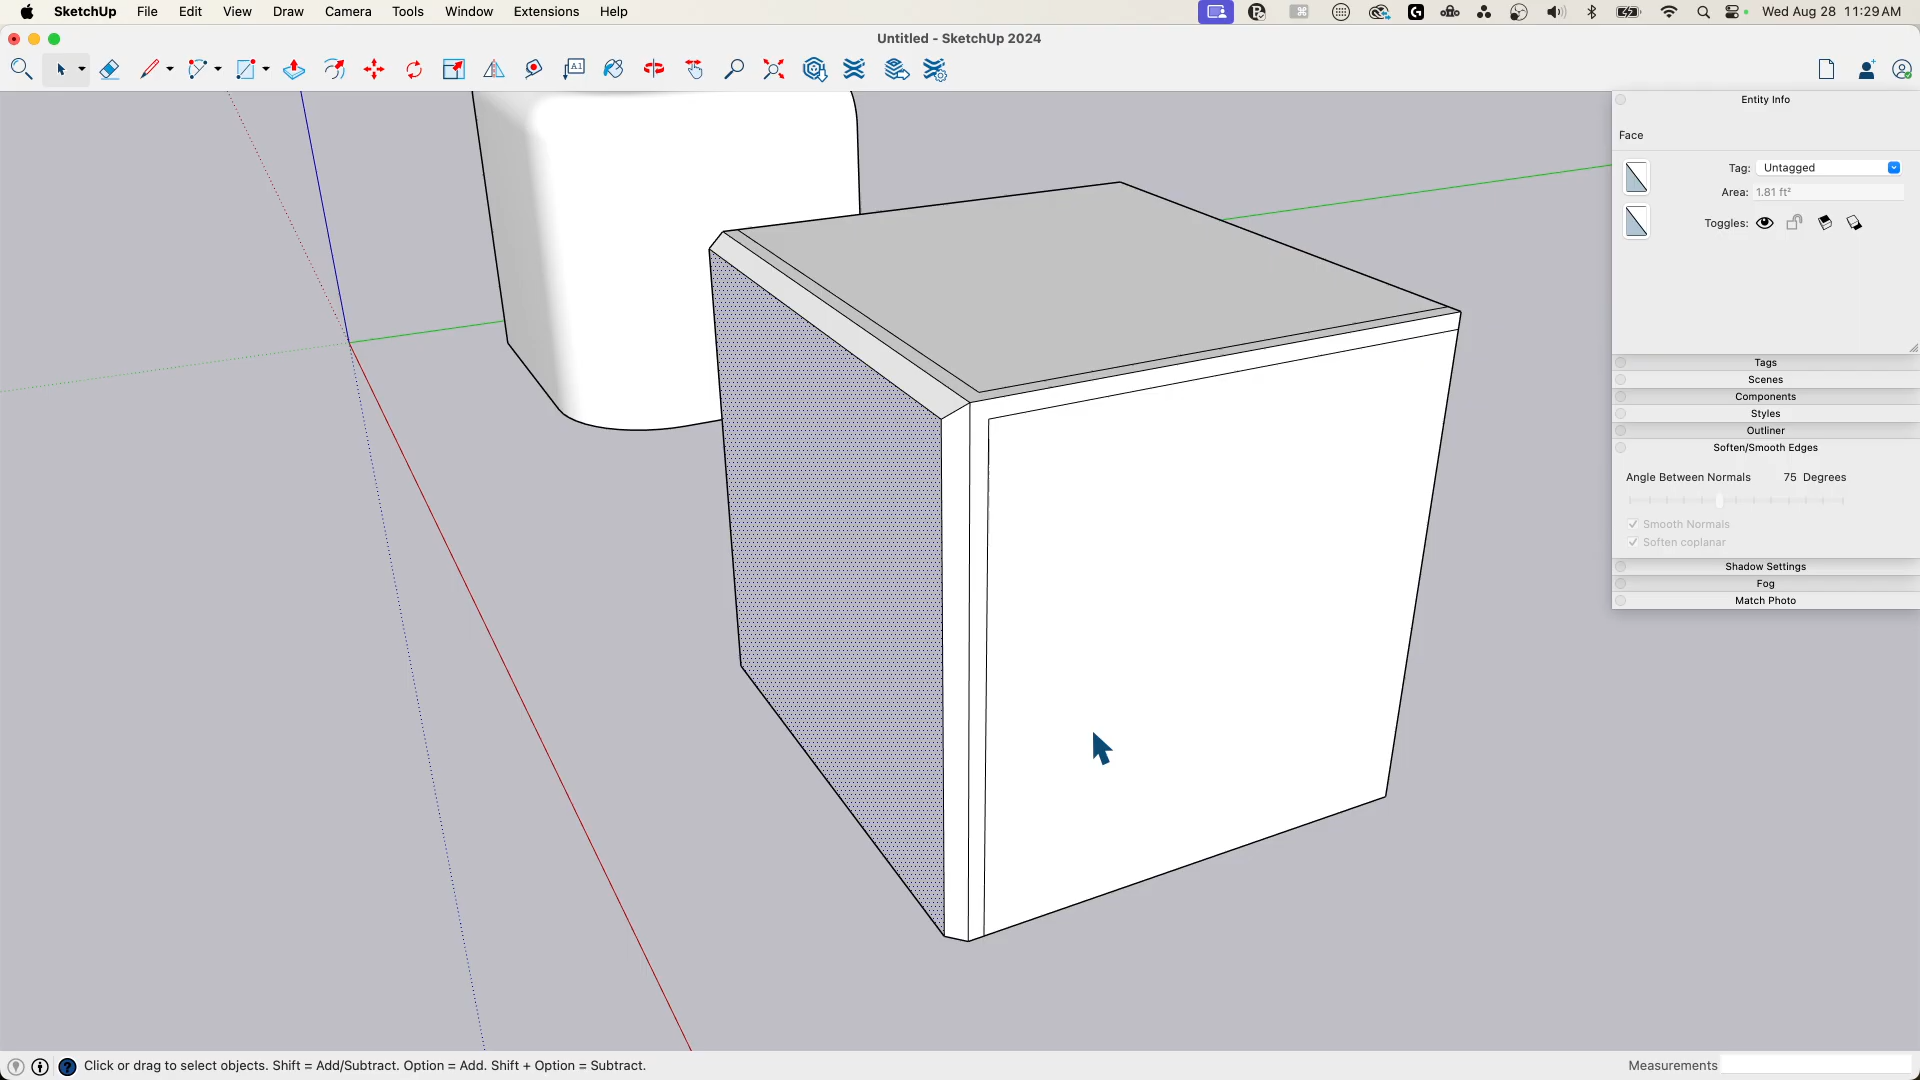 SketchUp File Edit View Draw Camera Tools Window Extensions Help Wed Aug 28 11:29 AM
Untitled - SketchUp 2024
A1
Entity Info
Face
Tag: Untagged
Area: 1.81 ft²
Toggles:
Tags
Scenes
Components
Styles
Outliner
Soften/Smooth Edges
Angle Between Normals 75 Degrees
Smooth Normals
Soften coplanar
Shadow Settings
Fog
Match Photo
Click or drag to select objects. Shift = Add/Subtract. Option = Add. Shift + Option = Subtract. Measurements